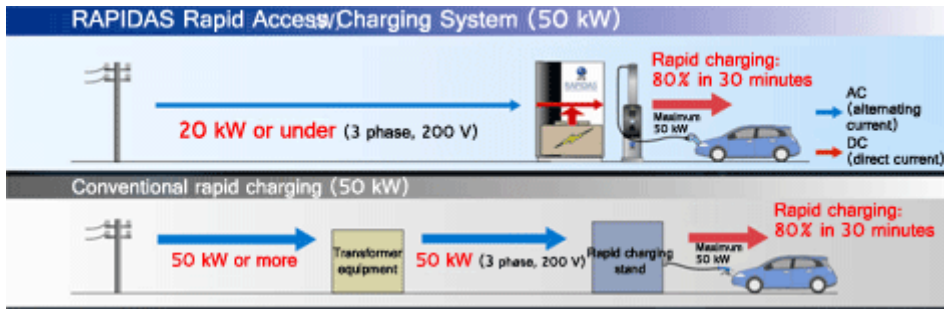 RAPIDAS Rapid Access Charging System (50 kW)
Rapid charging:
80% in 30 minutes
RAPIDAS
20 kW or under (3 phase, 200 V)
Maximum
50 kW
AC
(alternating
current)
DC
(direct current)
Conventional rapid charging (50 kW)
Rapid charging:
80% in 30 minutes
50 kW or more
Transformer
equipment
50 kW (3 phase, 200 V)
Rapid charging
stand
Maximum
50 kW